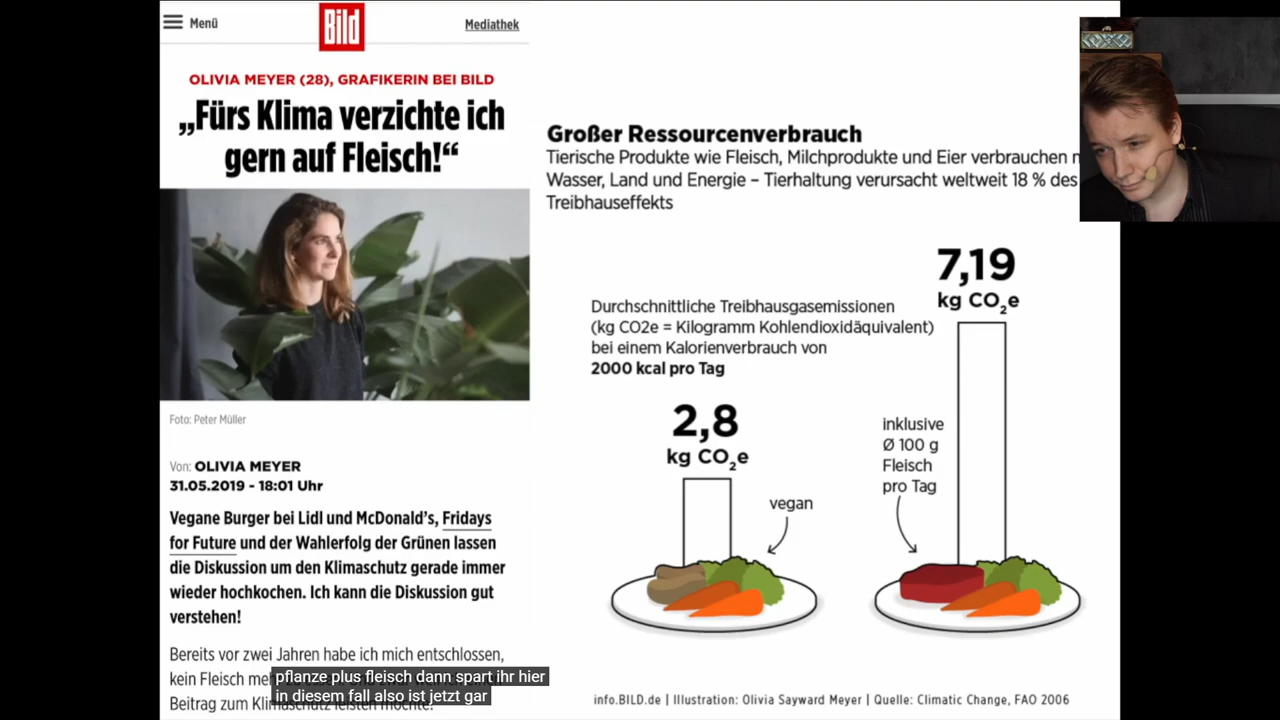 Menü
Bild
Mediathek
OLIVIA MEYER (28), GRAFIKERIN BEI BILD
„Fürs Klima verzichte ich
gern auf Fleisch!“
Foto: Peter Müller
Von: OLIVIA MEYER
31.05.2019 - 18:01 Uhr
Vegane Burger bei Lidl und McDonald’s, Fridays
for Future und der Wahlerfolg der Grünen lassen
die Diskussion um den Klimaschutz gerade immer
wieder hochkochen. Ich kann die Diskussion gut
verstehen!
Bereits vor zwei Jahren habe ich mich entschlossen,
kein Fleisch
Beitrag zum
pflanze plus fleisch dann spart ihr hier
in diesem fall also ist jetzt gar
Großer Ressourcenverbrauch
Tierische Produkte wie Fleisch, Milchprodukte und Eier verbrauchen
Wasser, Land und Energie – Tierhaltung verursacht weltweit 18 % des
Treibhauseffekts
Durchschnittliche Treibhausgasemissionen
(kg CO2e = Kilogramm Kohlendioxidäquivalent)
bei einem Kalorienverbrauch von
2000 kcal pro Tag
2,8
kg CO₂e
vegan
7,19
kg CO₂e
inklusive
Ø 100 g
Fleisch
pro Tag
info.BILD.de | Illustration: Olivia Sayward Meyer | Quelle: Climatic Change, FAO 2006